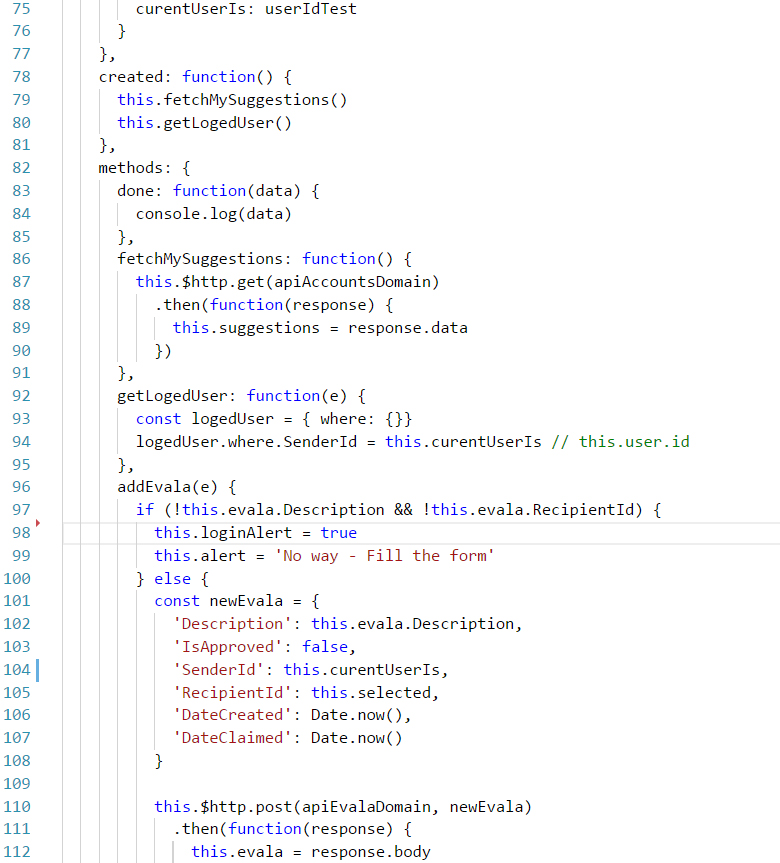 75 curentUserIs: userIdTest
76 }
77 },
78 created: function() {
79 this.fetchMySuggestions()
80 this.getLogedUser()
81 },
82 methods: {
83 done: function(data) {
84 console.log(data)
85 },
86 fetchMySuggestions: function() {
87 this.$http.get(apiAccountsDomain)
88 .then(function(response) {
89 this.suggestions = response.data
90 })
91 },
92 getLogedUser: function(e) {
93 const logedUser = { where: {}}
94 logedUser.where.SenderId = this.curentUserIs // this.user.id
95 },
96 addEvala(e) {
97 if (!this.evala.Description && !this.evala.RecipientId) {
98 this.loginAlert = true
99 this.alert = 'No way - Fill the form'
100 } else {
101 const newEvala = {
102 'Description': this.evala.Description,
103 'IsApproved': false,
104 'SenderId': this.curentUserIs,
105 'RecipientId': this.selected,
106 'DateCreated': Date.now(),
107 'DateClaimed': Date.now()
108 }
109
110 this.$http.post(apiEvalaDomain, newEvala)
111 .then(function(response) {
112 this.evala = response.body